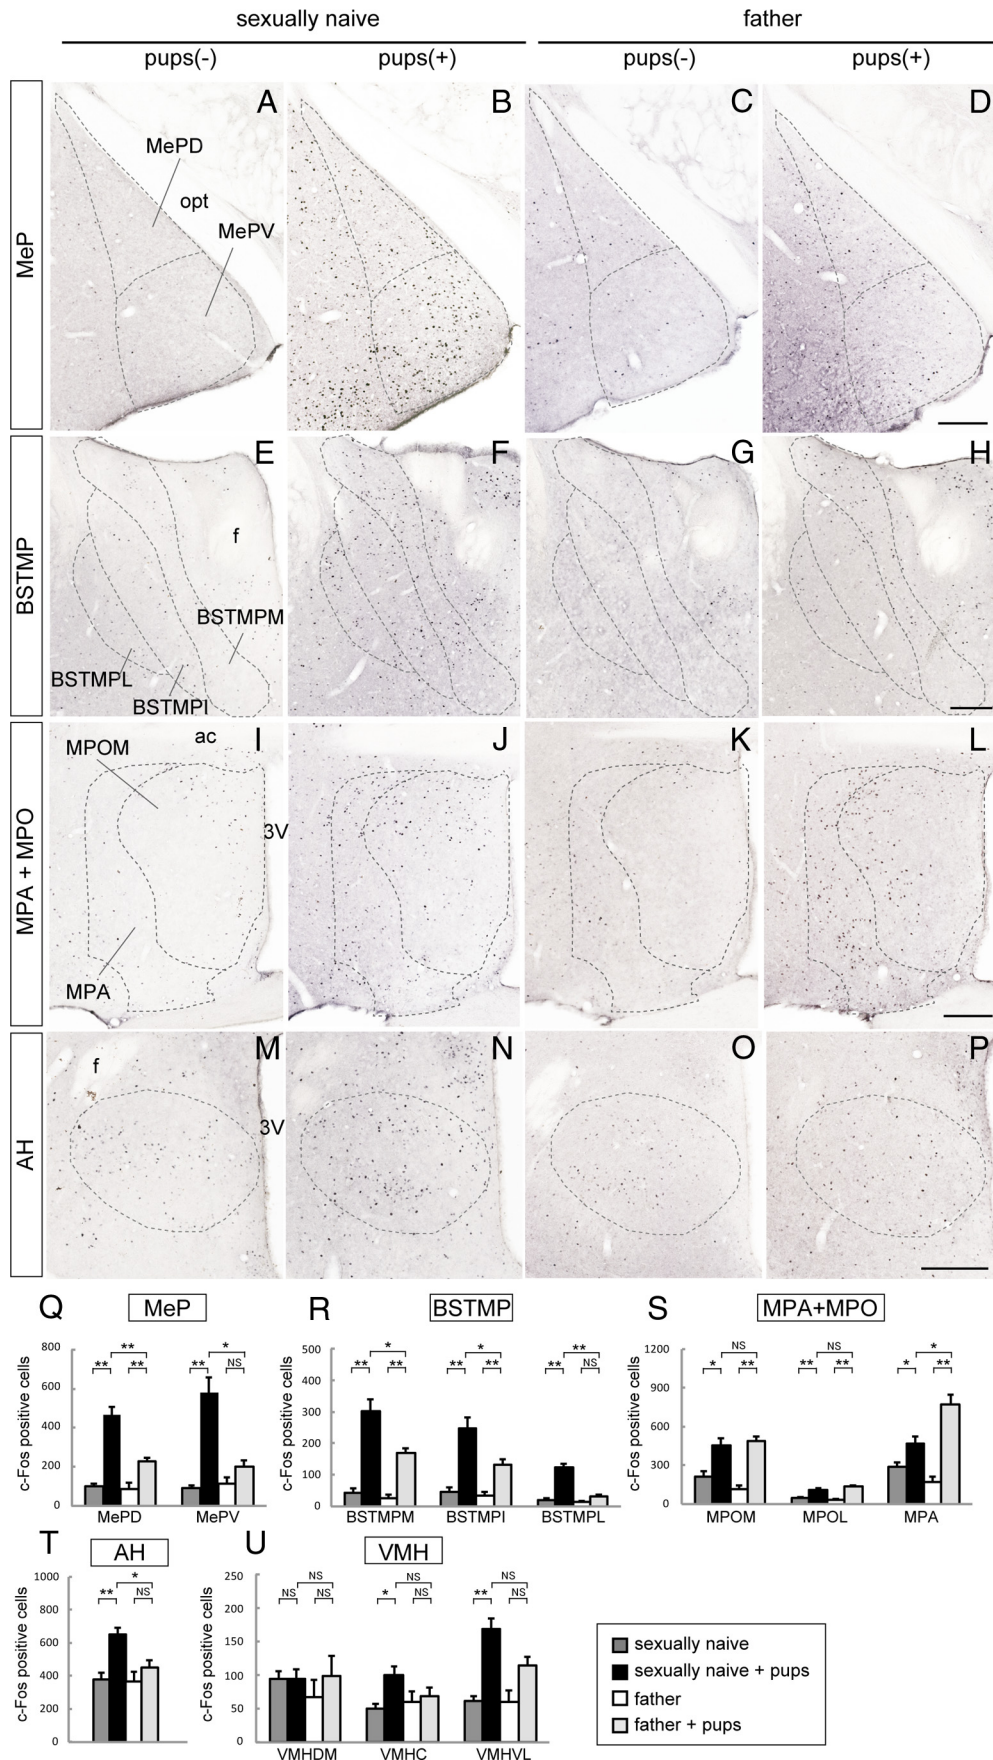 sexually naive father
pups(-) pups(+) pups(-) pups(+)
MeP
A B C D
MePD
opt
MePV
BSTMP
E F G H
f
BSTMPM
BSTMPL
BSTMPI
MPA + MPO
I J K L
ac
MPOM
3V
MPA
AH
M N O P
f
3V
Q MeP
c-Fos positive cells
800
600
400
200
0
** ** ** ** * NS
MePD MePV
R BSTMP
c-Fos positive cells
500
400
300
200
100
0
** * ** ** * ** ** ** NS
BSTMPM BSTMPI BSTMPL
S MPA+MPO
c-Fos positive cells
1200
900
600
300
0
* NS ** ** NS ** * * **
MPOM MPOL MPA
T AH
c-Fos positive cells
1000
800
600
400
200
0
** * NS
U VMH
c-Fos positive cells
250
200
150
100
50
0
NS NS NS * NS NS ** NS NS
VMHDM VMHC VMHVL
sexually naive
sexually naive + pups
father
father + pups